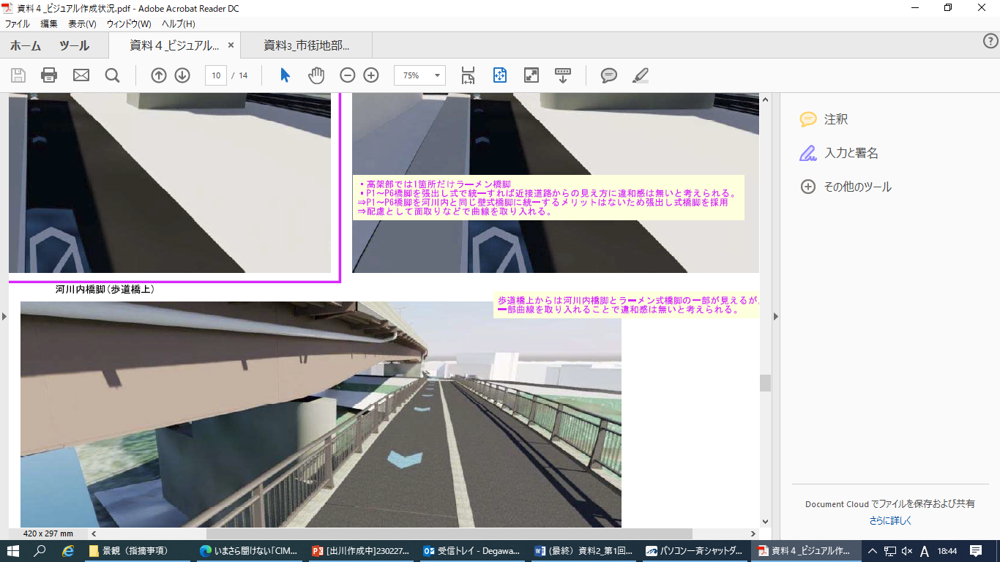 資料４_ビジュアル作成状況.pdf - Adobe Acrobat Reader DC
ファイル 編集 表示(V) ウィンドウ(W) ヘルプ(H)
ホーム ツール 資料４_ビジュアル... × 資料3_市街地部... ?
10 / 14 75%
・高架部では1箇所だけラーメン橋脚
・P1～P6橋脚を張出し式で統一すれば近接道路からの見え方に違和感は無いと考えられる。
⇒P1～P6橋脚を河川内と同じ壁式橋脚に統一するメリットはないため張出し式橋脚を採用
⇒配慮として面取りなどで曲線を取り入れる。
河川内橋脚（歩道橋上）
歩道橋上からは河川内橋脚とラーメン式橋脚の一部が見えるが、
一部曲線を取り入れることで違和感は無いと考えられる。
注釈
入力と署名
その他のツール
Document Cloud でファイルを保存および共有
さらに詳しく
420 x 297 mm
景観（指摘事項） いまさら聞けない「CIM... [出川作成中]230227... 受信トレイ - Degawa... （最終）資料2_第1回... パソコン一斉シャットダ... 資料４_ビジュアル作... A 18:44